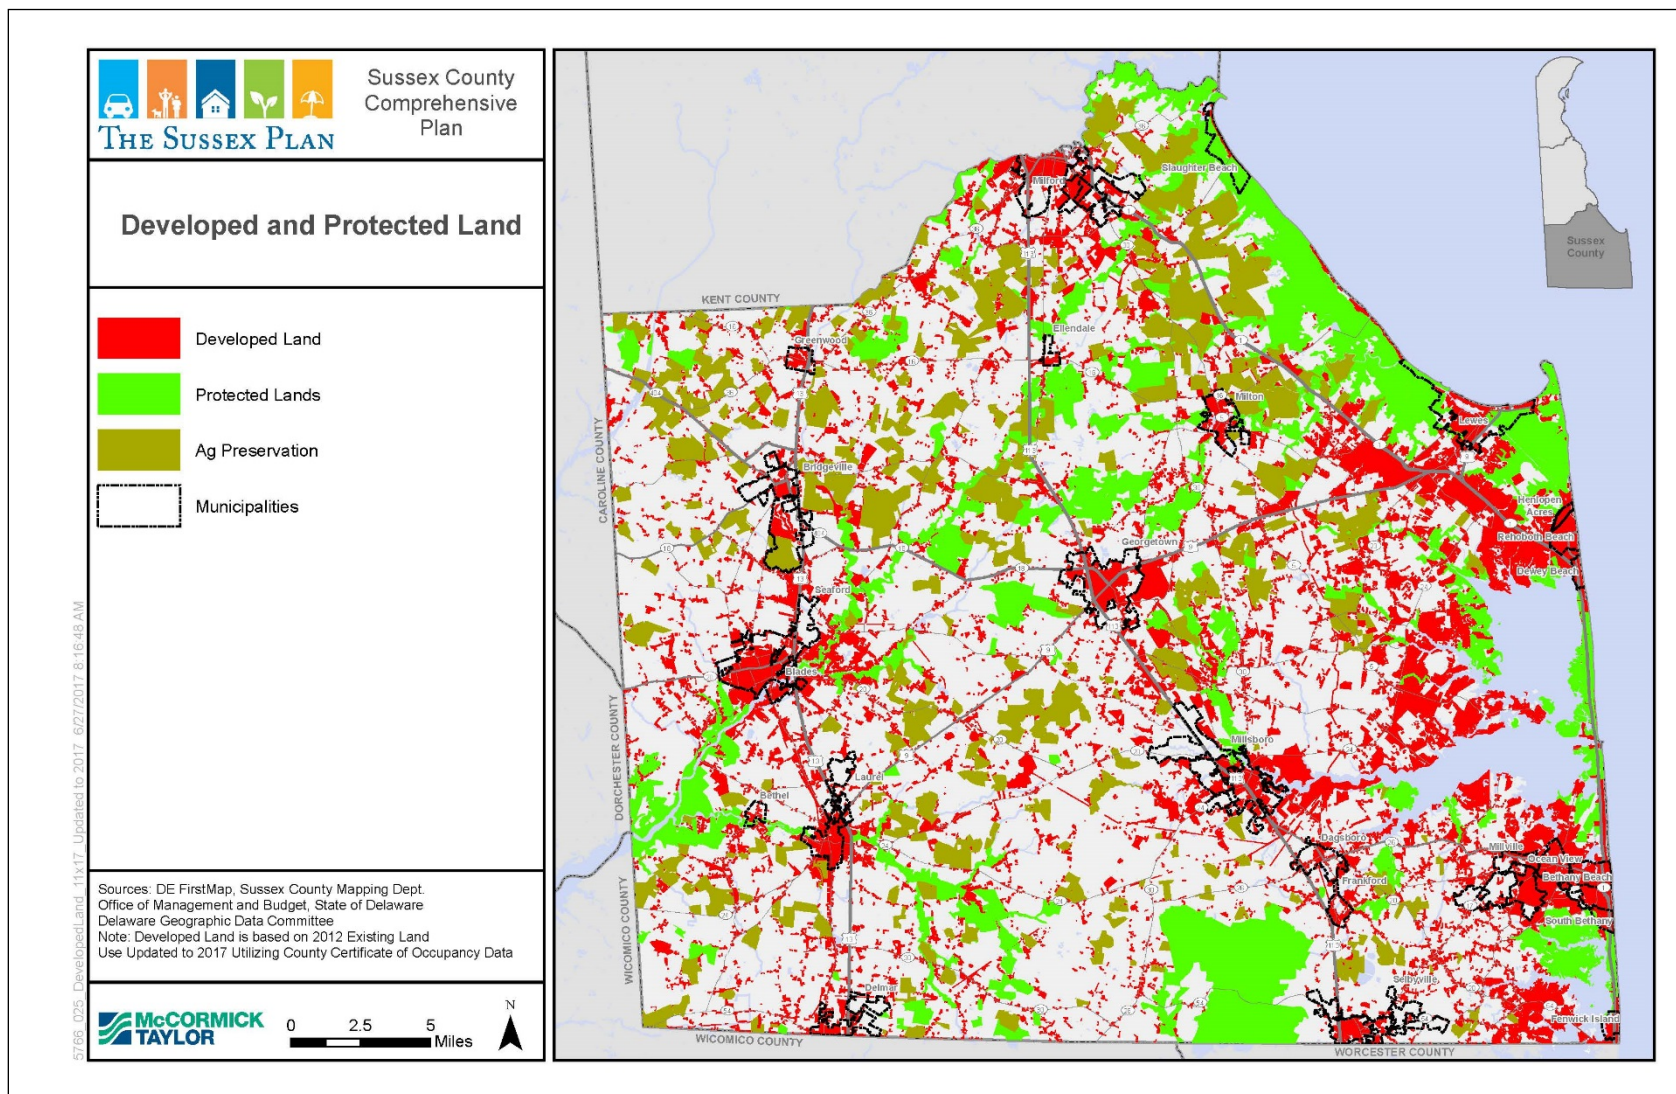 THE SUSSEX PLAN
Sussex County
Comprehensive
Plan
Developed and Protected Land
Developed Land
Protected Lands
Ag Preservation
Municipalities
Sources: DE FirstMap, Sussex County Mapping Dept.
Office of Management and Budget, State of Delaware
Delaware Geographic Data Committee
Note: Developed Land is based on 2012 Existing Land
Use Updated to 2017 Utilizing County Certificate of Occupancy Data
McCORMICK
TAYLOR
0 2.5 5
Miles
N
5766_025_DevelopedLand_11x17_Updated to 2017 6/27/2017 8:16:48 AM
Sussex
County
KENT COUNTY
CAROLINE COUNTY
DORCHESTER COUNTY
WICOMICO COUNTY
WICOMICO COUNTY
WORCESTER COUNTY
Slaughter Beach
Milford
Ellendale
Greenwood
Milton
Lewes
Bridgeville
Henlopen
Acres
Rehoboth Beach
Dewey Beach
Georgetown
Seaford
Blades
Millsboro
Laurel
Bethel
Dagsboro
Millville
Ocean View
Bethany Beach
Frankford
South Bethany
Selbyville
Delmar
Fenwick Island